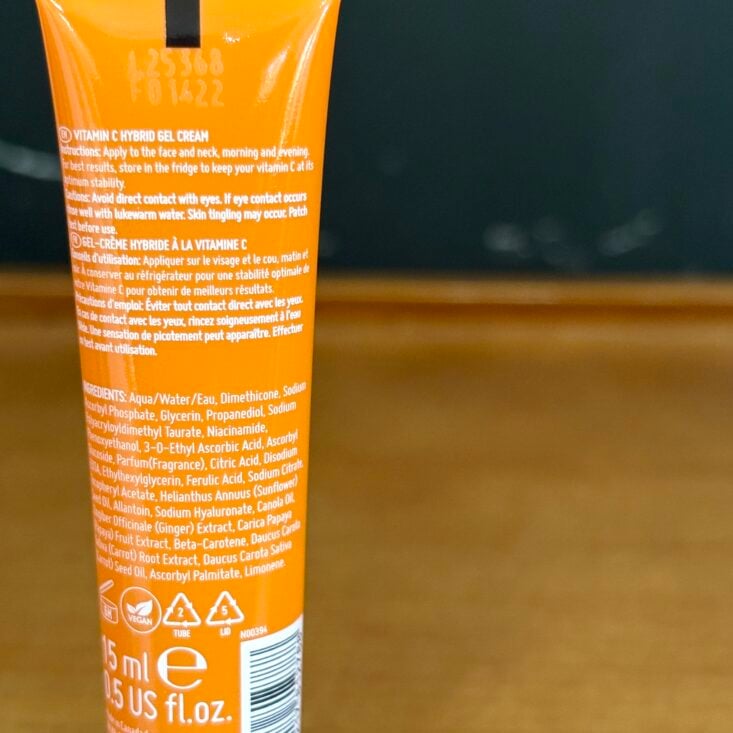 L25368
F01422
EN VITAMIN C HYBRID GEL CREAM
Instructions: Apply to the face and neck, morning and evening.
For best results, store in the fridge to keep your vitamin C at its
optimum stability.
Cautions: Avoid direct contact with eyes. If eye contact occurs
rinse well with lukewarm water. Skin tingling may occur. Patch
test before use.
FR GEL-CRÈME HYBRIDE À LA VITAMINE C
Conseils d'utilisation: Appliquer sur le visage et le cou, matin et
soir. À conserver au réfrigérateur pour une stabilité optimale de
votre Vitamine C pour obtenir de meilleurs résultats.
Précautions d'emploi: Éviter tout contact direct avec les yeux.
En cas de contact avec les yeux, rincez soigneusement à l'eau
tiède. Une sensation de picotement peut apparaître. Effectuer
un test avant utilisation.
INGREDIENTS: Aqua/Water/Eau, Dimethicone, Sodium
Ascorbyl Phosphate, Glycerin, Propanediol, Sodium
Polyacryloyldimethyl Taurate, Niacinamide,
Phenoxyethanol, 3-O-Ethyl Ascorbic Acid, Ascorbyl
Glucoside, Parfum(Fragrance), Citric Acid, Disodium
EDTA, Ethylhexylglycerin, Ferulic Acid, Sodium Citrate,
Tocopheryl Acetate, Helianthus Annuus (Sunflower)
Seed Oil, Allantoin, Sodium Hyaluronate, Canola Oil,
Zingiber Officinale (Ginger) Extract, Carica Papaya
(Papaya) Fruit Extract, Beta-Carotene, Daucus Carota
Sativa (Carrot) Root Extract, Daucus Carota Sativa
(Carrot) Seed Oil, Ascorbyl Palmitate, Limonene.
6M VEGAN 2 5
TUBE LID M00394
15 ml e
0.5 US fl.oz.